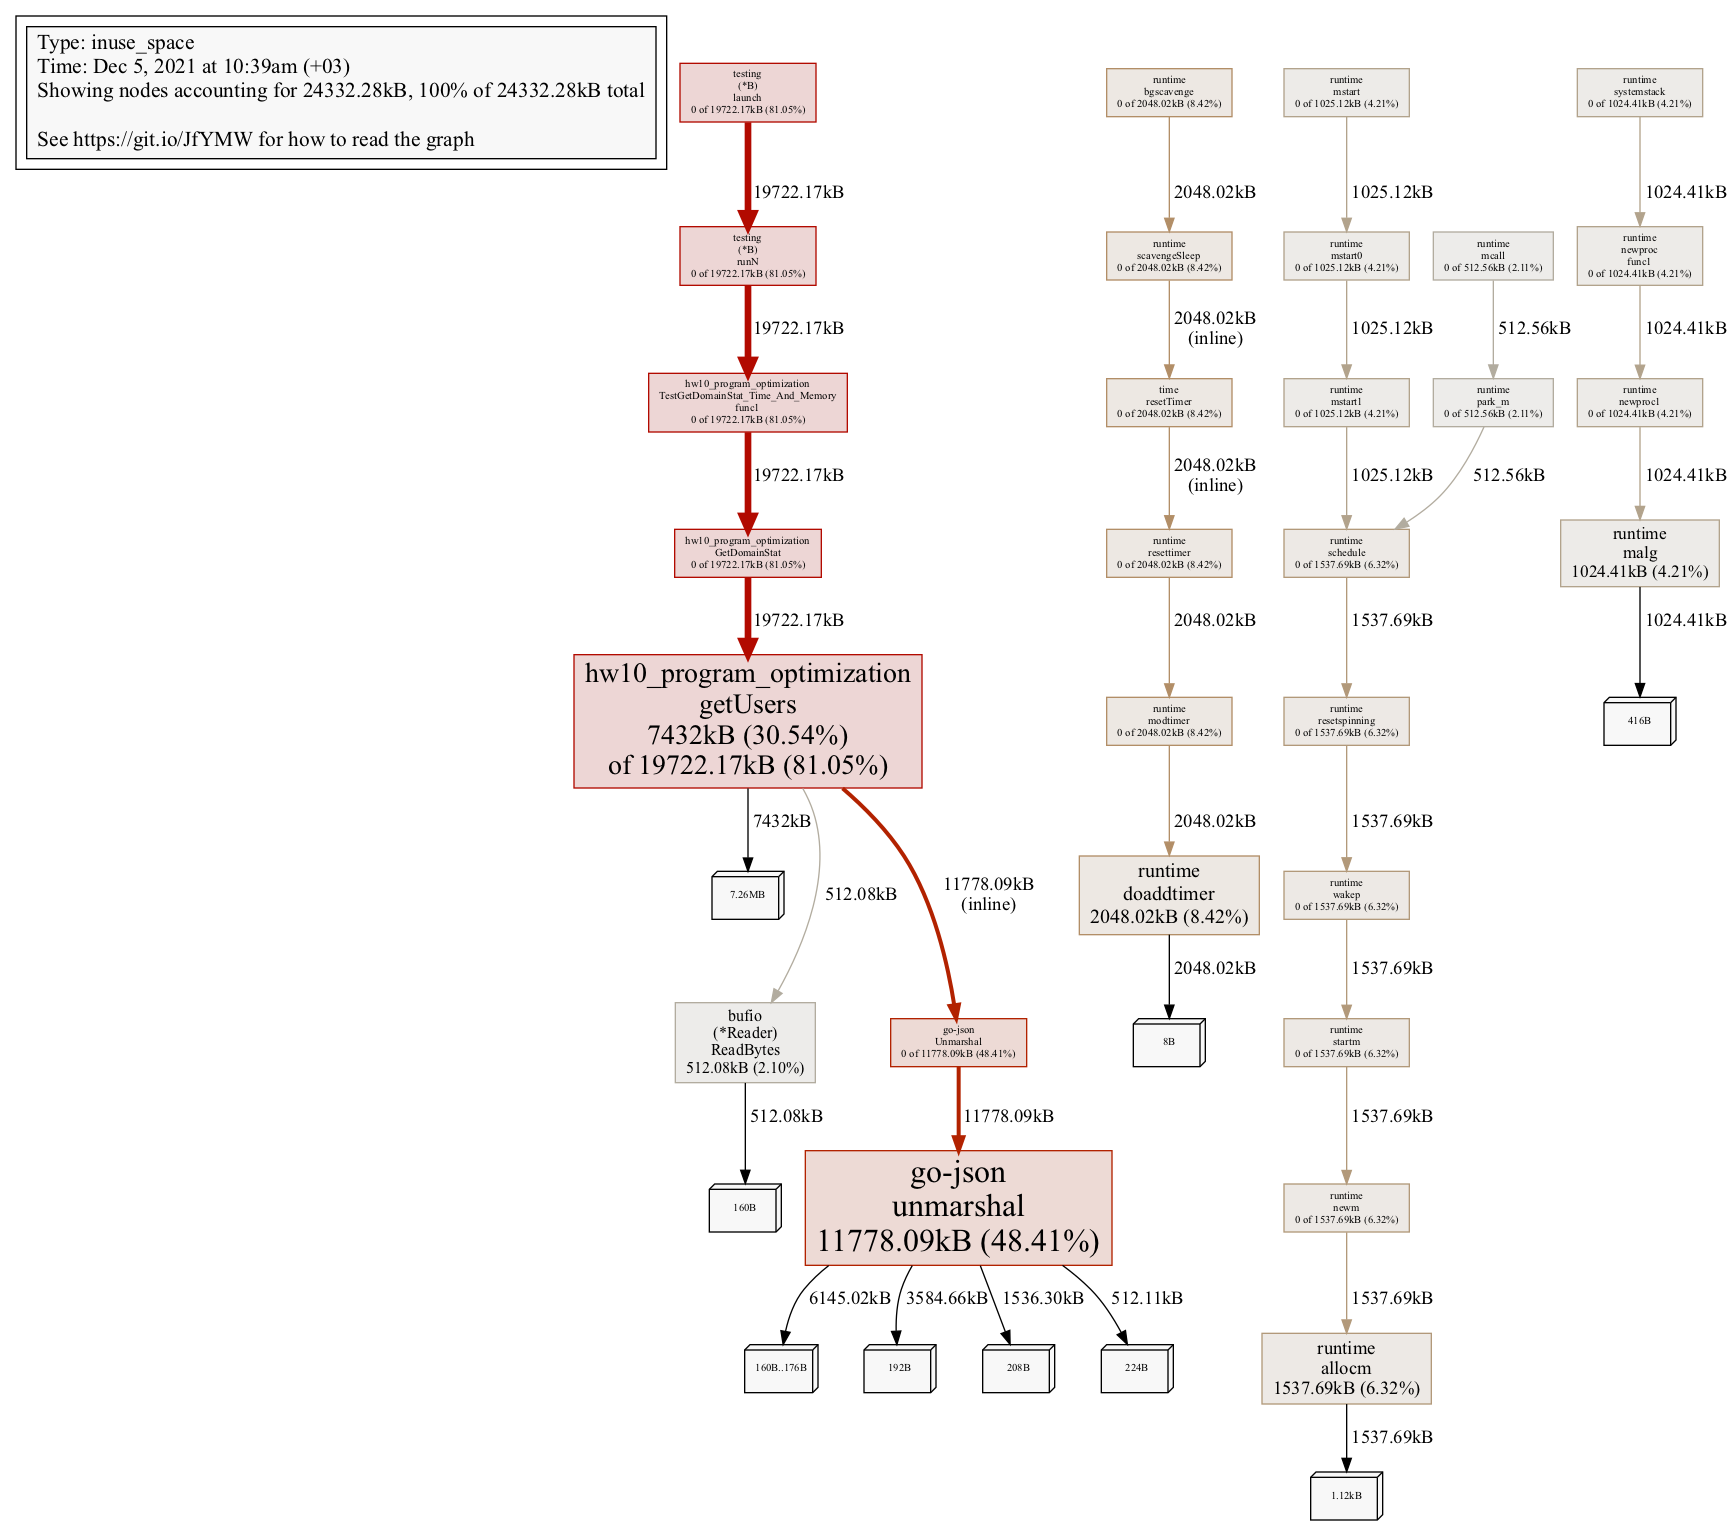 Type: inuse_space
Time: Dec 5, 2021 at 10:39am (+03)
Showing nodes accounting for 24332.28kB, 100% of 24332.28kB total
See https://git.io/JfYMW for how to read the graph
testing
(*B)
launch
0 of 19722.17kB (81.05%)
19722.17kB
testing
(*B)
runN
0 of 19722.17kB (81.05%)
19722.17kB
hw10_program_optimization
TestGetDomainStat_Time_And_Memory
func1
0 of 19722.17kB (81.05%)
19722.17kB
hw10_program_optimization
GetDomainStat
0 of 19722.17kB (81.05%)
19722.17kB
hw10_program_optimization
getUsers
7432kB (30.54%)
of 19722.17kB (81.05%)
7432kB
7.26MB
512.08kB
11778.09kB
(inline)
bufio
(*Reader)
ReadBytes
512.08kB (2.10%)
512.08kB
160B
go-json
Unmarshal
0 of 11778.09kB (48.41%)
11778.09kB
go-json
unmarshal
11778.09kB (48.41%)
6145.02kB
3584.66kB
1536.30kB
512.11kB
160B..176B
192B
208B
224B
runtime
bgscavenge
0 of 2048.02kB (8.42%)
2048.02kB
runtime
scavengeSleep
0 of 2048.02kB (8.42%)
2048.02kB
(inline)
time
resetTimer
0 of 2048.02kB (8.42%)
2048.02kB
(inline)
runtime
resettimer
0 of 2048.02kB (8.42%)
2048.02kB
runtime
modtimer
0 of 2048.02kB (8.42%)
2048.02kB
runtime
doaddtimer
2048.02kB (8.42%)
2048.02kB
8B
runtime
mstart
0 of 1025.12kB (4.21%)
1025.12kB
runtime
mstart0
0 of 1025.12kB (4.21%)
1025.12kB
runtime
mstart1
0 of 1025.12kB (4.21%)
1025.12kB
runtime
mcall
0 of 512.56kB (2.11%)
512.56kB
runtime
park_m
0 of 512.56kB (2.11%)
512.56kB
runtime
schedule
0 of 1537.69kB (6.32%)
1537.69kB
runtime
resetspinning
0 of 1537.69kB (6.32%)
1537.69kB
runtime
wakep
0 of 1537.69kB (6.32%)
1537.69kB
runtime
startm
0 of 1537.69kB (6.32%)
1537.69kB
runtime
newm
0 of 1537.69kB (6.32%)
1537.69kB
runtime
allocm
1537.69kB (6.32%)
1537.69kB
1.12kB
runtime
systemstack
0 of 1024.41kB (4.21%)
1024.41kB
runtime
newproc
func1
0 of 1024.41kB (4.21%)
1024.41kB
runtime
newproc1
0 of 1024.41kB (4.21%)
1024.41kB
runtime
malg
1024.41kB (4.21%)
1024.41kB
416B